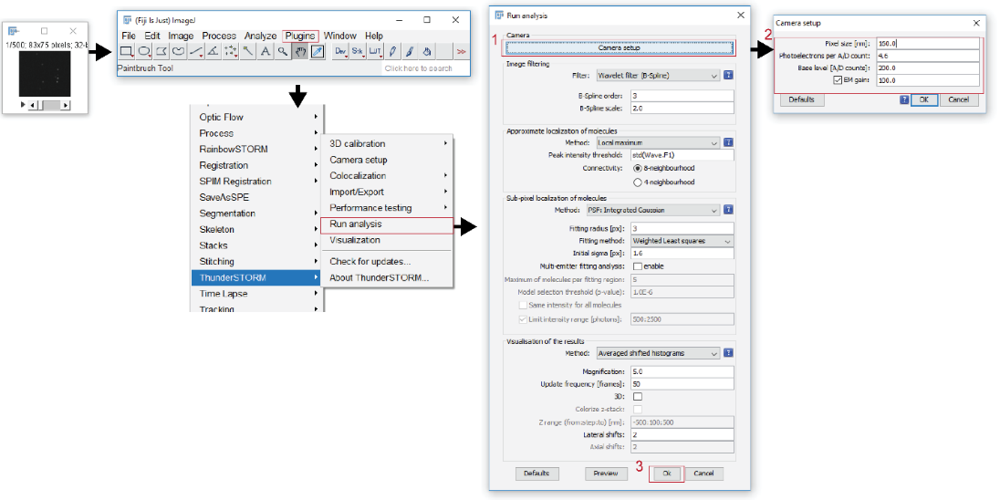 1/500; 83x75 pixels; 32-b
(Fiji Is Just) ImageJ
File Edit Image Process Analyze Plugins Window Help
Dev Stk LUT >>
Paintbrush Tool Click here to search
Optic Flow
Process
RainbowSTORM
Registration
SPIM Registration
SaveAsSPE
Segmentation
Skeleton
Stacks
Stitching
ThunderSTORM
Time Lapse
Tracking
3D calibration
Camera setup
Colocalization
Import/Export
Performance testing
Run analysis
Visualization
Check for updates...
About ThunderSTORM...
Run analysis
Camera
1 Camera setup
Image filtering
Filter: Wavelet filter (B-Spline) ?
B-Spline order: 3
B-Spline scale: 2.0
Approximate localization of molecules
Method: Local maximum ?
Peak intensity threshold: std(Wave.F1)
Connectivity: 8-neighbourhood
4-neighbourhood
Sub-pixel localization of molecules
Method: PSF: Integrated Gaussian ?
Fitting radius [px]: 3
Fitting method: Weighted Least squares
Initial sigma [px]: 1.6
Multi-emitter fitting analysis: enable
Maximum of molecules per fitting region: 5
Model selection threshold (p-value): 1.0E-6
Same intensity for all molecules
Limit intensity range [photons]: 500:2500
Visualisation of the results
Method: Averaged shifted histograms ?
Magnification: 5.0
Update frequency [frames]: 50
3D:
Colorize z-stack:
Z range (from:step:to) [nm]: -500:100:500
Lateral shifts: 2
Axial shifts: 2
3
Defaults Preview Ok Cancel
Camera setup
2
Pixel size [nm]: 150.0
Photoelectrons per A/D count: 4.6
Base level [A/D counts]: 200.0
EM gain: 100.0
Defaults ? OK Cancel